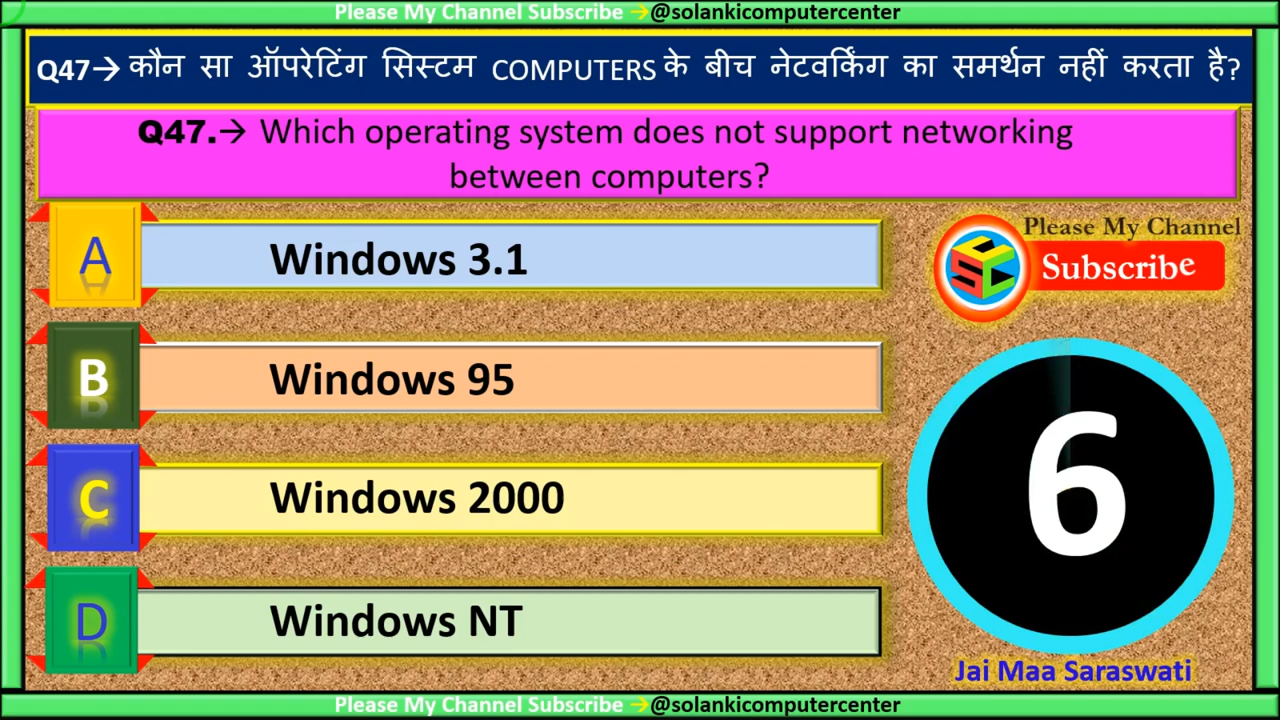 Please My Channel Subscribe →@solankicomputercenter
Q47→ कौन सा ऑपरेटिंग सिस्टम COMPUTERS के बीच नेटवर्किंग का समर्थन नहीं करता है?
Q47.→ Which operating system does not support networking
between computers?
A Windows 3.1
Please My Channel
SCC Subscribe
B Windows 95
6
C Windows 2000
D Windows NT
Jai Maa Saraswati
Please My Channel Subscribe →@solankicomputercenter